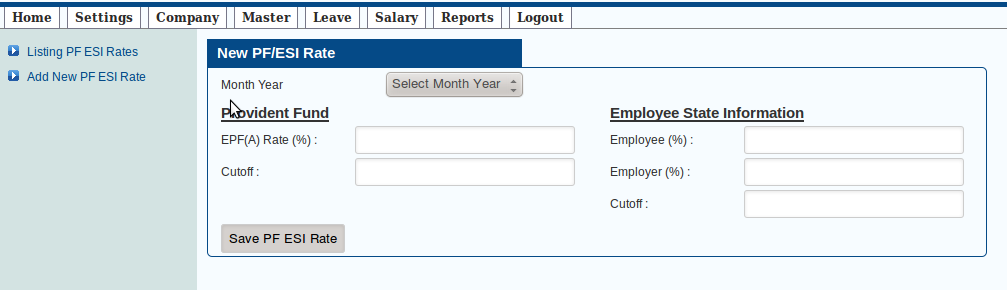 Home Settings Company Master Leave Salary Reports Logout
Listing PF ESI Rates
Add New PF ESI Rate
New PF/ESI Rate
Month Year Select Month Year
Provident Fund
EPF(A) Rate (%) :
Cutoff :
Employee State Information
Employee (%) :
Employer (%) :
Cutoff :
Save PF ESI Rate